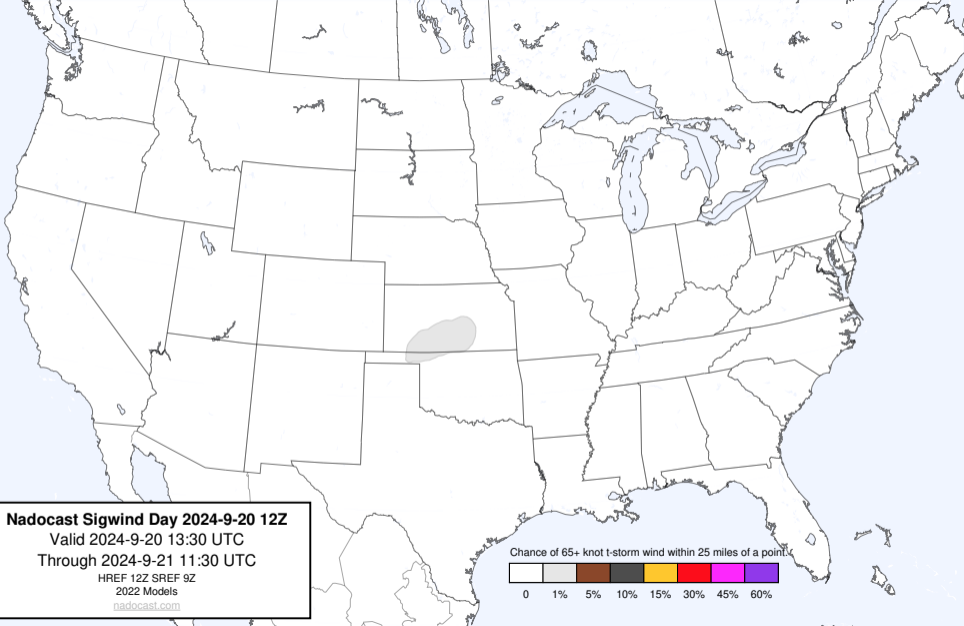 Nadocast Sigwind Day 2024-9-20 12Z
Valid 2024-9-20 13:30 UTC
Through 2024-9-21 11:30 UTC
HREF 12Z SREF 9Z
2022 Models
nadocast.com
Chance of 65+ knot t-storm wind within 25 miles of a point.
0 1% 5% 10% 15% 30% 45% 60%